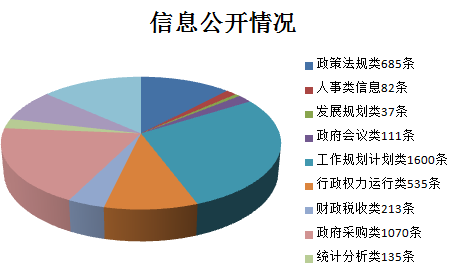 信息公开情况
政策法规类685条
人事类信息82条
发展规划类37条
政府会议类111条
工作规划计划类1600条
行政权力运行类535条
财政税收类213条
政府采购类1070条
统计分析类135条